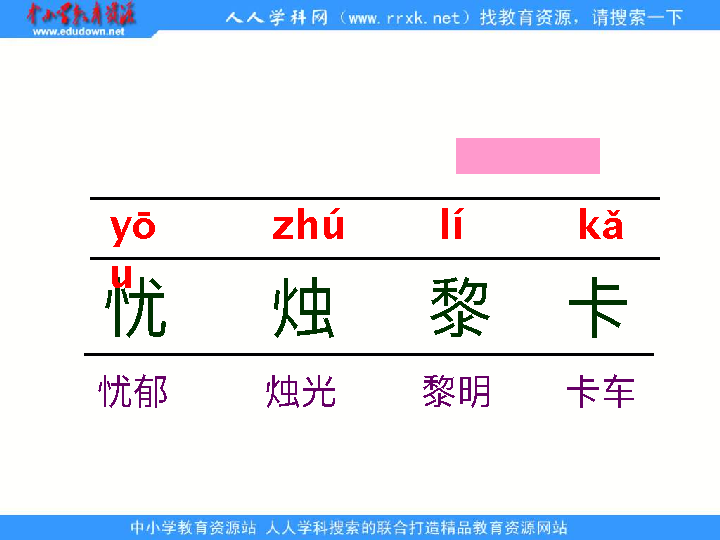 中小学教育资源
www.edudown.net
人人学科网（www.rrxk.net）找教育资源，请搜索一下
yō zhú lí kǎ
u
忧 烛 黎 卡
忧郁 烛光 黎明 卡车
中小学教育资源站 人人学科搜索的联合打造精品教育资源网站